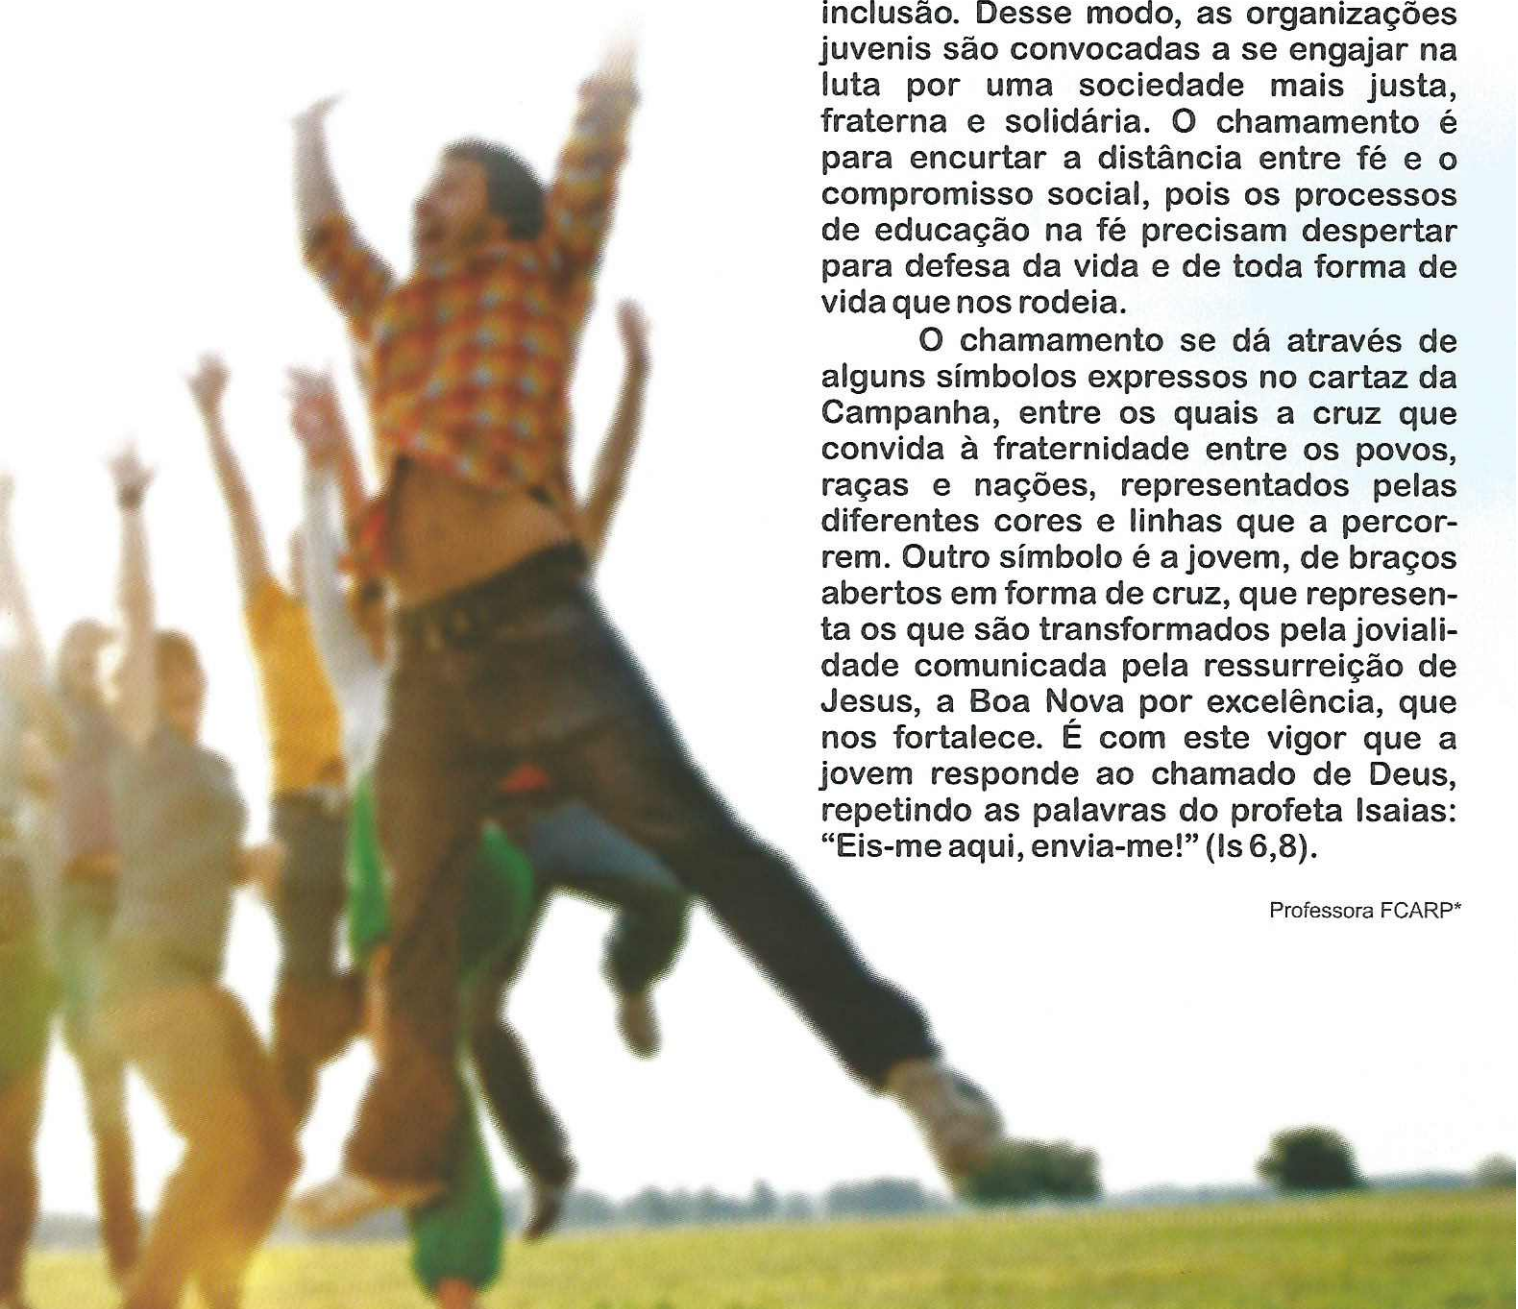 inclusão. Desse modo, as organizações
juvenis são convocadas a se engajar na
luta por uma sociedade mais justa,
fraterna e solidária. O chamamento é
para encurtar a distância entre fé e o
compromisso social, pois os processos
de educação na fé precisam despertar
para defesa da vida e de toda forma de
vida que nos rodeia.
O chamamento se dá através de
alguns símbolos expressos no cartaz da
Campanha, entre os quais a cruz que
convida à fraternidade entre os povos,
raças e nações, representados pelas
diferentes cores e linhas que a percor-
rem. Outro símbolo é a jovem, de braços
abertos em forma de cruz, que represen-
ta os que são transformados pela joviali-
dade comunicada pela ressurreição de
Jesus, a Boa Nova por excelência, que
nos fortalece. É com este vigor que a
jovem responde ao chamado de Deus,
repetindo as palavras do profeta Isaias:
“Eis-me aqui, envia-me!” (Is 6,8).
Professora FCARP*